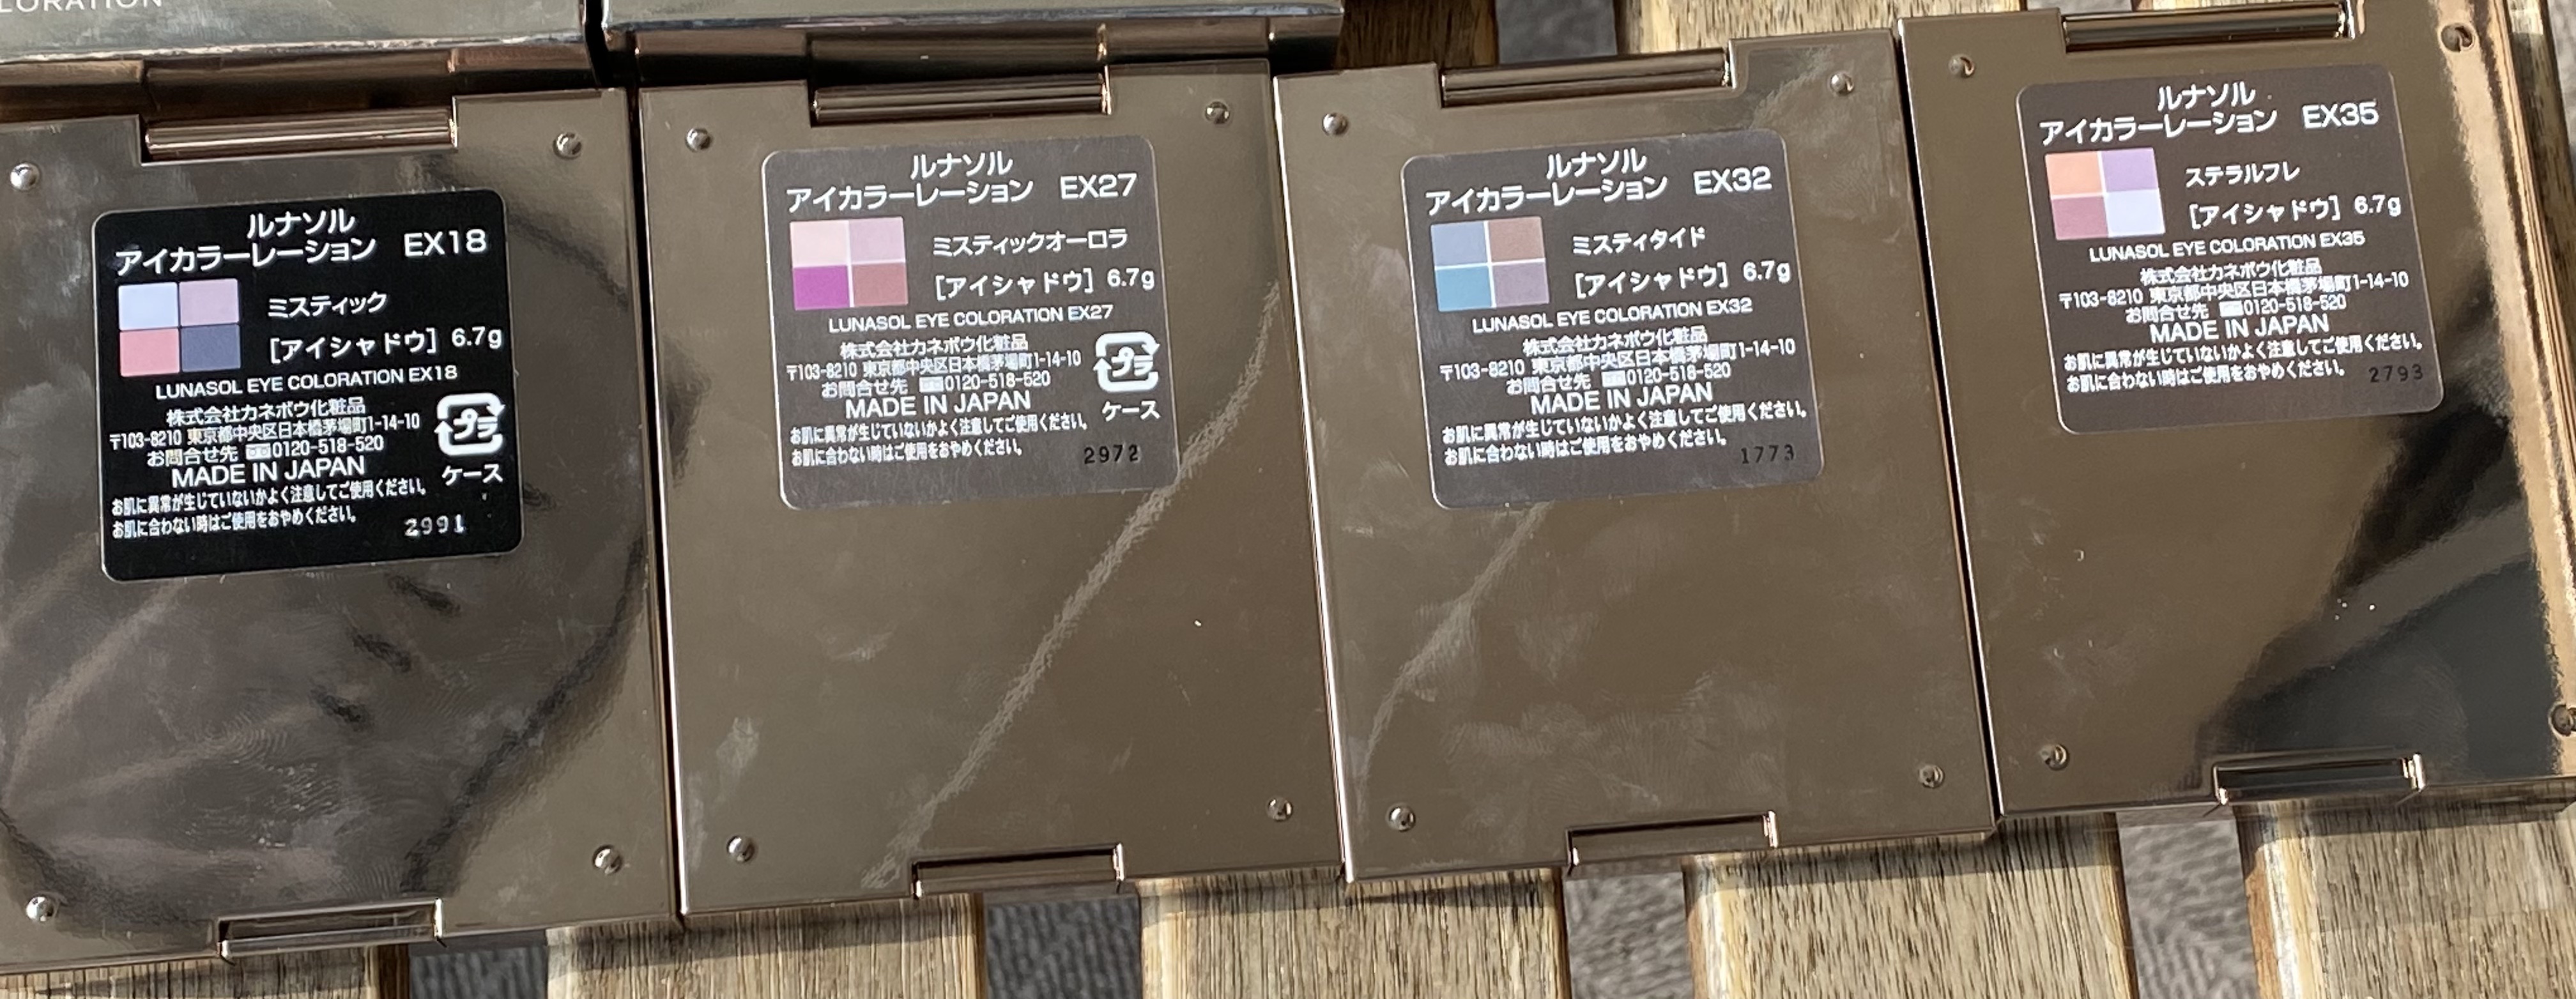 LORATION
ルナソル
アイカラーレーション EX18
ミスティック
[アイシャドウ] 6.7g
LUNASOL EYE COLORATION EX18
株式会社カネボウ化粧品
〒103-8210 東京都中央区日本橋茅場町1-14-10
お問合せ先 0120-518-520
MADE IN JAPAN
プラ
ケース
お肌に異常が生じていないかよく注意してご使用ください。
お肌に合わない時はご使用をおやめください。
2991
ルナソル
アイカラーレーション EX27
ミスティックオーロラ
[アイシャドウ] 6.7g
LUNASOL EYE COLORATION EX27
株式会社カネボウ化粧品
〒103-8210 東京都中央区日本橋茅場町1-14-10
お問合せ先 0120-518-520
MADE IN JAPAN
プラ
ケース
お肌に異常が生じていないかよく注意してご使用ください。
お肌に合わない時はご使用をおやめください。
2972
ルナソル
アイカラーレーション EX32
ミスティタイド
[アイシャドウ] 6.7g
LUNASOL EYE COLORATION EX32
株式会社カネボウ化粧品
〒103-8210 東京都中央区日本橋茅場町1-14-10
お問合せ先 0120-518-520
MADE IN JAPAN
お肌に異常が生じていないかよく注意してご使用ください。
お肌に合わない時はご使用をおやめください。
1773
ルナソル
アイカラーレーション EX35
ステラルフレ
[アイシャドウ] 6.7g
LUNASOL EYE COLORATION EX35
株式会社カネボウ化粧品
〒103-8210 東京都中央区日本橋茅場町1-14-10
お問合せ先 0120-518-520
MADE IN JAPAN
お肌に異常が生じていないかよく注意してご使用ください。
お肌に合わない時はご使用をおやめください。
2793